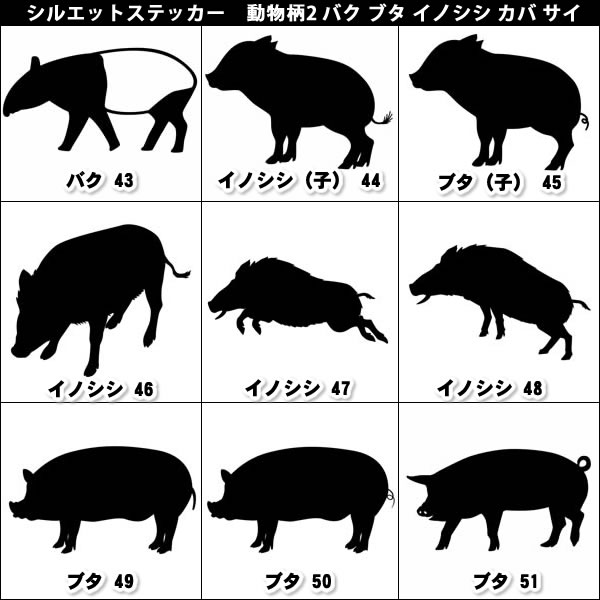 シルエットステッカー　動物柄2 バク ブタ イノシシ カバ サイ
バク 43
イノシシ（子） 44
ブタ（子） 45
イノシシ 46
イノシシ 47
イノシシ 48
ブタ 49
ブタ 50
ブタ 51